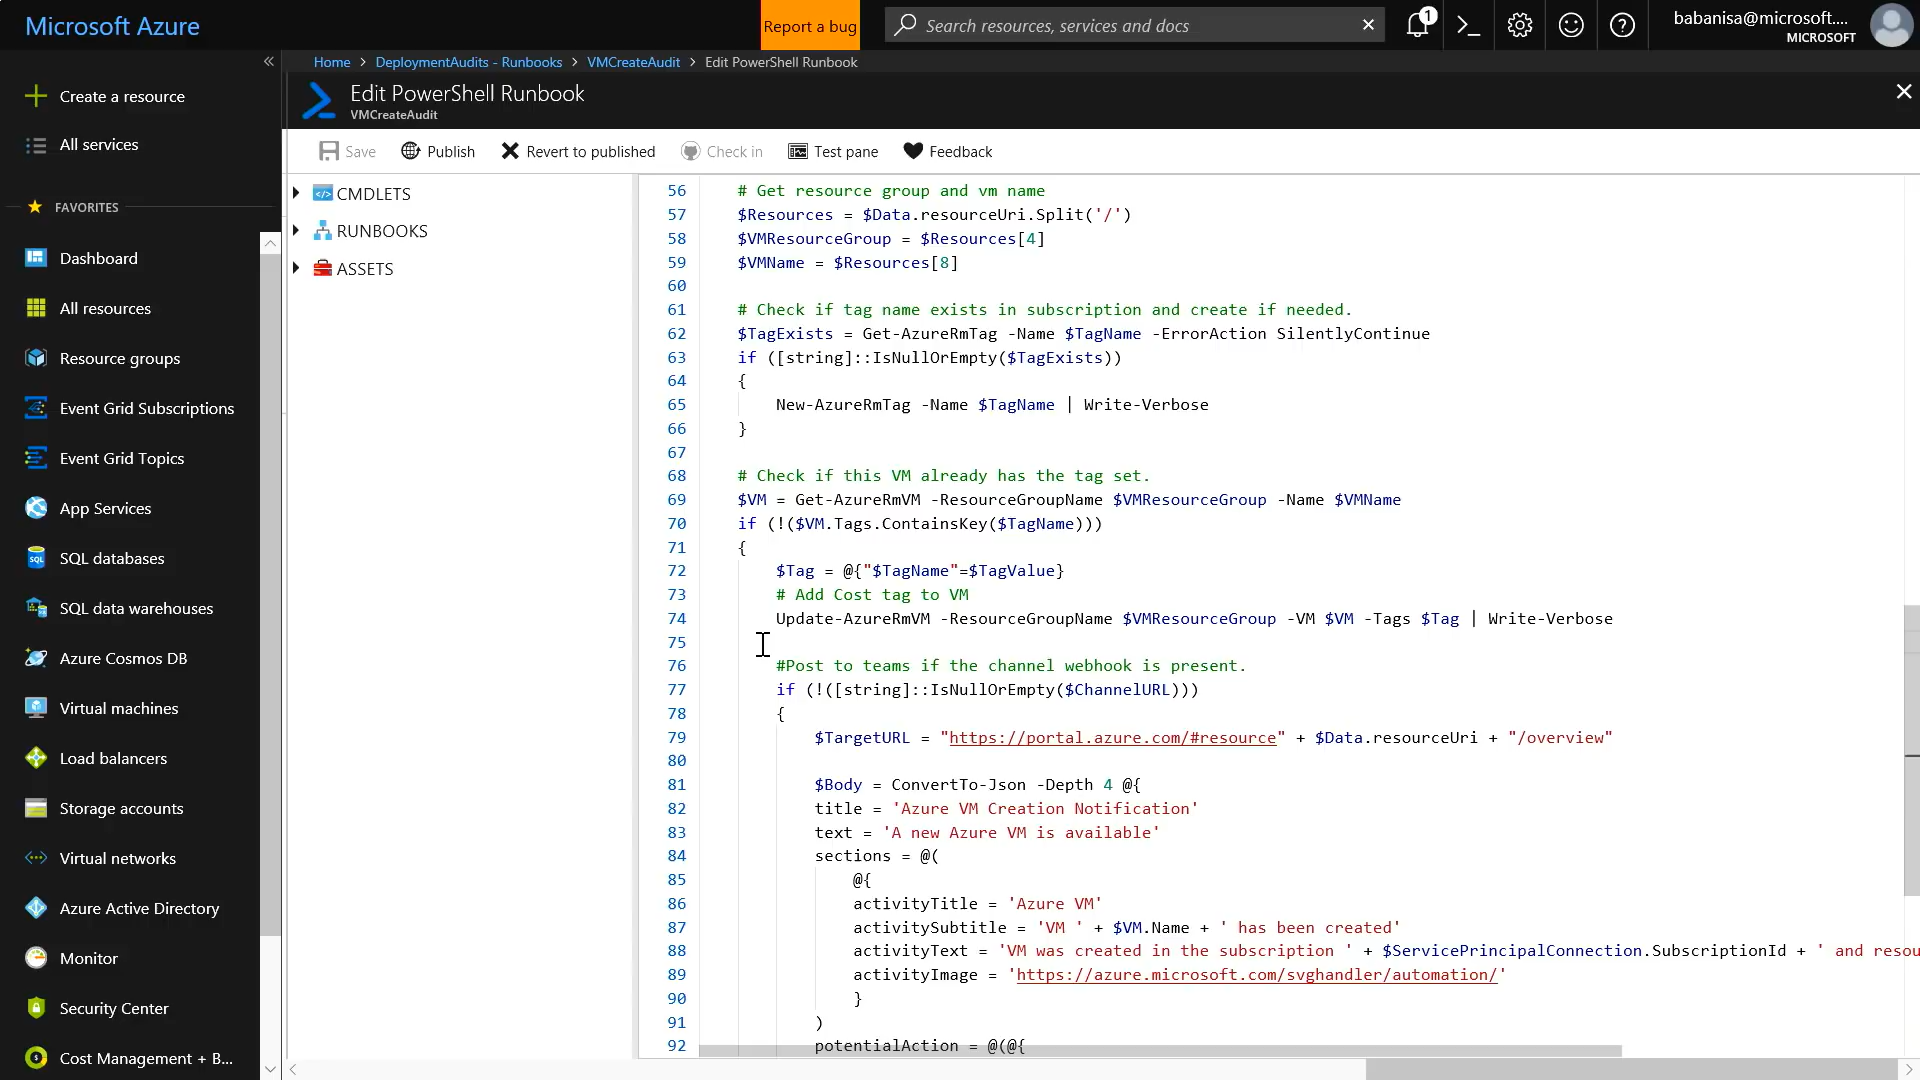 Microsoft Azure
Report a bug
Search resources, services and docs
1
babanisa@microsoft....
MICROSOFT
Home > DeploymentAudits - Runbooks > VMCreateAudit > Edit PowerShell Runbook
Edit PowerShell Runbook
VMCreateAudit
Save
Publish
Revert to published
Check in
Test pane
Feedback
Create a resource
All services
FAVORITES
Dashboard
All resources
Resource groups
Event Grid Subscriptions
Event Grid Topics
App Services
SQL databases
SQL data warehouses
Azure Cosmos DB
Virtual machines
Load balancers
Storage accounts
Virtual networks
Azure Active Directory
Monitor
Security Center
Cost Management + B...
CMDLETS
RUNBOOKS
ASSETS
56 # Get resource group and vm name
57 $Resources = $Data.resourceUri.Split('/')
58 $VMResourceGroup = $Resources[4]
59 $VMName = $Resources[8]
60
61 # Check if tag name exists in subscription and create if needed.
62 $TagExists = Get-AzureRmTag -Name $TagName -ErrorAction SilentlyContinue
63 if ([string]::IsNullOrEmpty($TagExists))
64 {
65 New-AzureRmTag -Name $TagName | Write-Verbose
66 }
67
68 # Check if this VM already has the tag set.
69 $VM = Get-AzureRmVM -ResourceGroupName $VMResourceGroup -Name $VMName
70 if (!($VM.Tags.ContainsKey($TagName)))
71 {
72 $Tag = @{"$TagName"=$TagValue}
73 # Add Cost tag to VM
74 Update-AzureRmVM -ResourceGroupName $VMResourceGroup -VM $VM -Tags $Tag | Write-Verbose
75
76 #Post to teams if the channel webhook is present.
77 if (!([string]::IsNullOrEmpty($ChannelURL)))
78 {
79 $TargetURL = "https://portal.azure.com/#resource" + $Data.resourceUri + "/overview"
80
81 $Body = ConvertTo-Json -Depth 4 @{
82 title = 'Azure VM Creation Notification'
83 text = 'A new Azure VM is available'
84 sections = @(
85 @{
86 activityTitle = 'Azure VM'
87 activitySubtitle = 'VM ' + $VM.Name + ' has been created'
88 activityText = 'VM was created in the subscription ' + $ServicePrincipalConnection.SubscriptionId + ' and resou
89 activityImage = 'https://azure.microsoft.com/svghandler/automation/'
90 }
91 )
92 potentialAction = @(@{